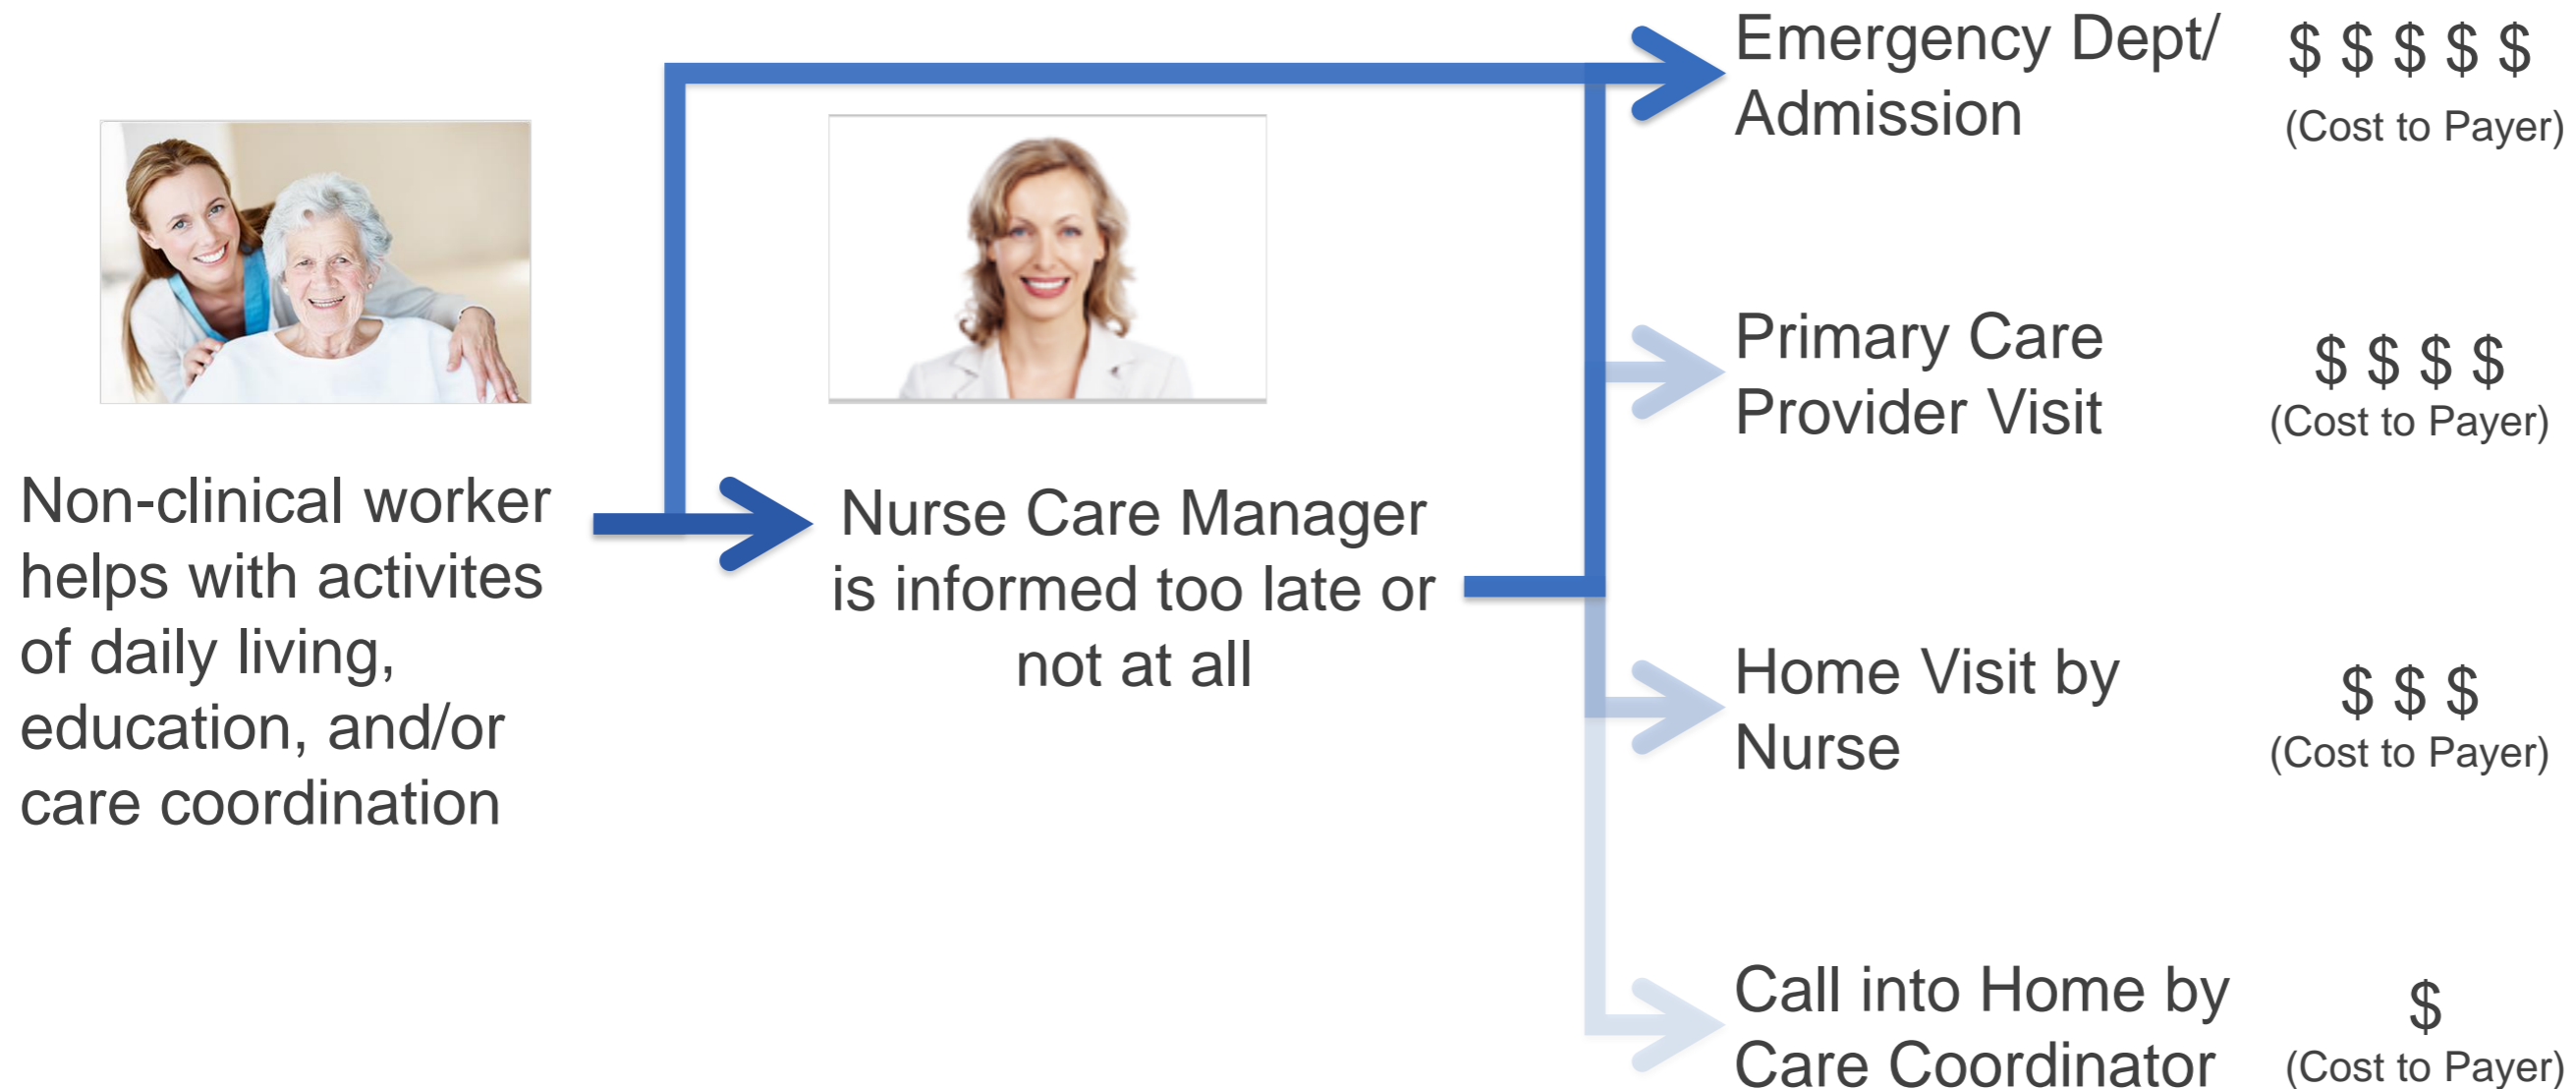 Non-clinical worker
helps with activites
of daily living,
education, and/or
care coordination
Nurse Care Manager
is informed too late or
not at all
Emergency Dept/
Admission
$ $ $ $ $
(Cost to Payer)
Primary Care
Provider Visit
$ $ $ $
(Cost to Payer)
Home Visit by
Nurse
$ $ $
(Cost to Payer)
Call into Home by
Care Coordinator
$
(Cost to Payer)